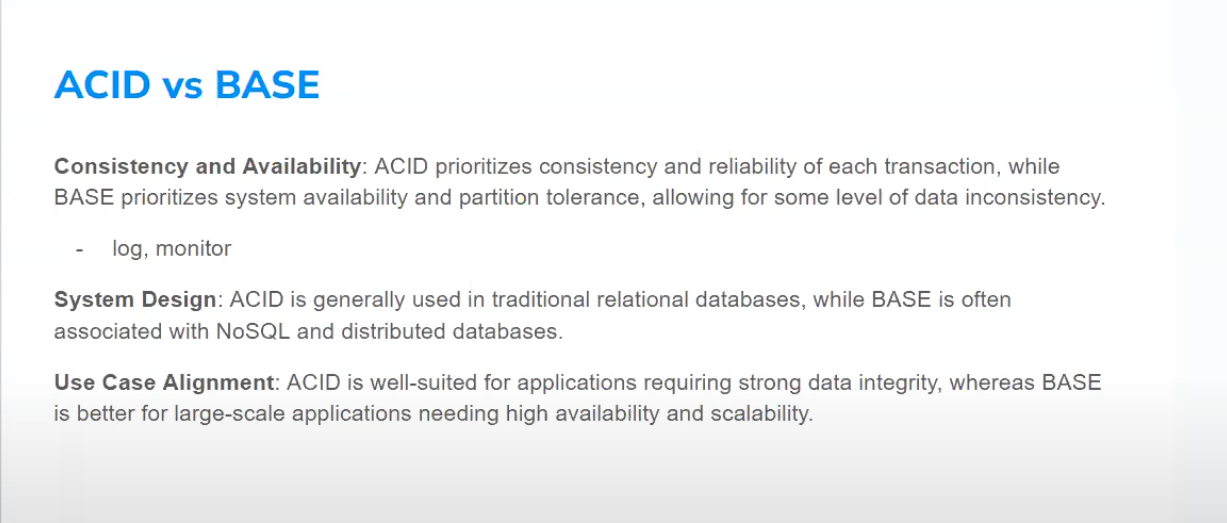 ACID vs BASE
Consistency and Availability: ACID prioritizes consistency and reliability of each transaction, while
BASE prioritizes system availability and partition tolerance, allowing for some level of data inconsistency.
- log, monitor
System Design: ACID is generally used in traditional relational databases, while BASE is often
associated with NoSQL and distributed databases.
Use Case Alignment: ACID is well-suited for applications requiring strong data integrity, whereas BASE
is better for large-scale applications needing high availability and scalability.